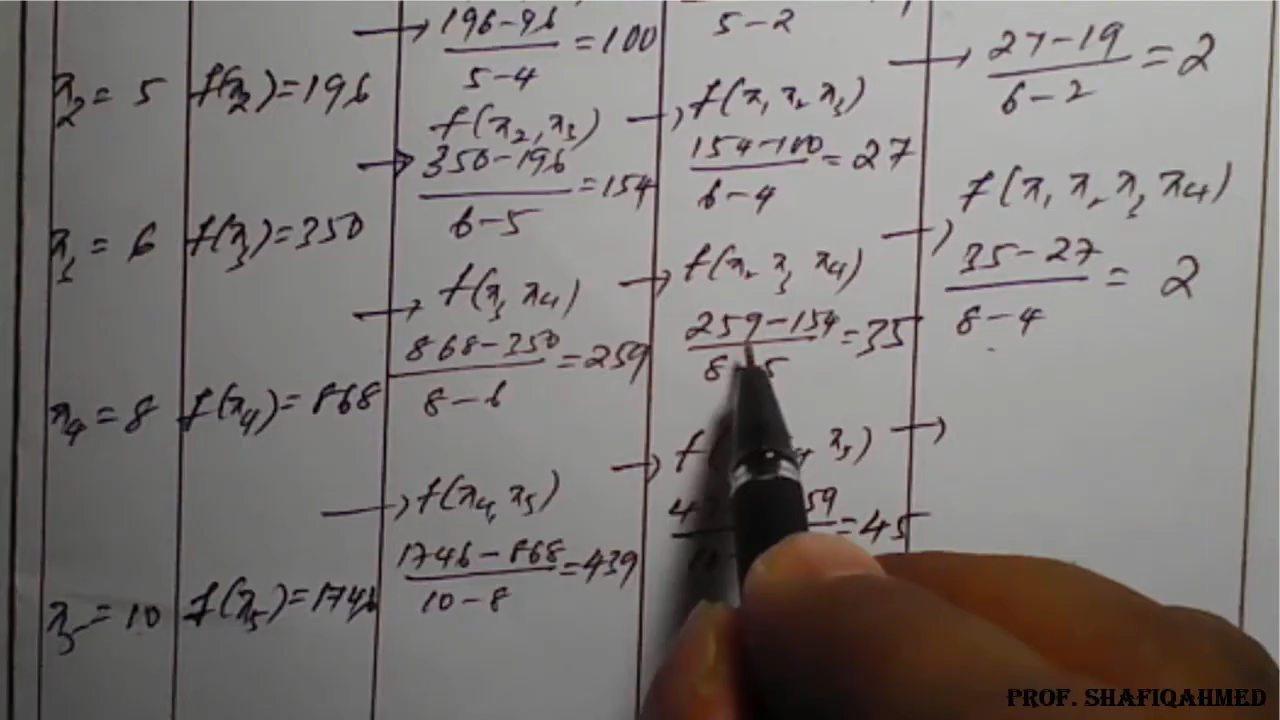 196-96 = 100
5-4
5-2
27-19 = 2
6-2
x2 = 5
f(x2)=196
f(x2,x3)
350-196 = 154
6-5
f(x1 x2 x3)
154-100 = 27
6-4
f(x1 x2 x3 x4)
35-27 = 2
8-4
x3 = 6
f(x3)=350
f(x3 x4)
868-350 = 259
8-6
f(x2 x3 x4)
259-154 = 35
8-5
x4 = 8
f(x4)= 868
f(x4, x5)
1746-868 = 439
10-8
x5)
=45
x5 = 10
f(x5)=1746
PROF. SHAFIQAHMED